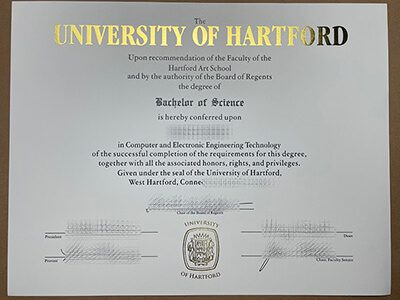 The
UNIVERSITY OF HARTFORD
Upon recommendation of the Faculty of the
Hartford Art School
and by the authority of the Board of Regents
the degree of
Bachelor of Science
is hereby conferred upon
in Computer and Electronic Engineering Technology
of the successful completion of the requirements for this degree,
together with all the associated honors, rights, and privileges.
Given under the seal of the University of Hartford,
West Hartford, Connec
Chair of the Board of Regents
President
Dean
UNIVERSITY
OF HARTFORD
Provost
Chair, Faculty Senate